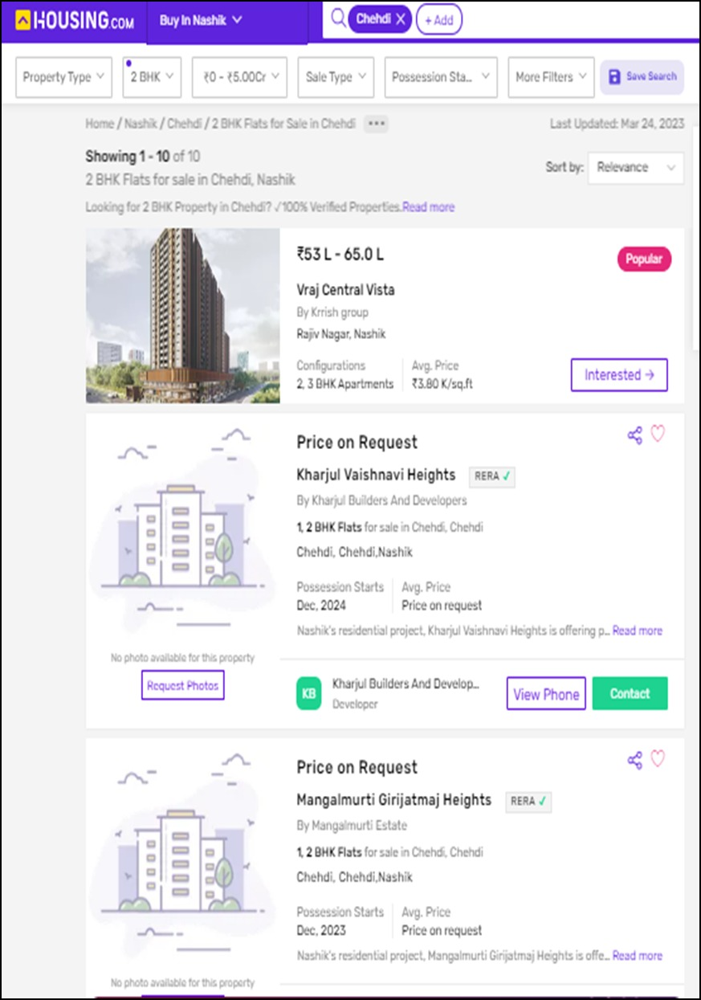 HOUSING.COM
Buy In Nashik
Chehdi X
+ Add
Property Type
2 BHK
₹0 - ₹5.00Cr
Sale Type
Possession Sta...
More Filters
Save Search
Home / Nashik / Chehdi / 2 BHK Flats for Sale in Chehdi ...
Last Updated: Mar 24, 2023
Showing 1 - 10 of 10
2 BHK Flats for sale in Chehdi, Nashik
Sort by: Relevance
Looking for 2 BHK Property in Chehdi? ✓100% Verified Properties.Read more
₹53 L - 65.0 L
Popular
Vraj Central Vista
By Krrish group
Rajiv Nagar, Nashik
Configurations
2, 3 BHK Apartments
Avg. Price
₹3.80 K/sq.ft
Interested →
Price on Request
Kharjul Vaishnavi Heights RERA ✓
By Kharjul Builders And Developers
1, 2 BHK Flats for sale in Chehdi, Chehdi
Chehdi, Chehdi,Nashik
Possession Starts
Dec, 2024
Avg. Price
Price on request
Nashik's residential project, Kharjul Vaishnavi Heights is offering p... Read more
No photo available for this property
Request Photos
KB
Kharjul Builders And Develop...
Developer
View Phone
Contact
Price on Request
Mangalmurti Girijatmaj Heights RERA ✓
By Mangalmurti Estate
1, 2 BHK Flats for sale in Chehdi, Chehdi
Chehdi, Chehdi,Nashik
Possession Starts
Dec, 2023
Avg. Price
Price on request
Nashik's residential project, Mangalmurti Girijatmaj Heights is offe... Read more
No photo available for this property